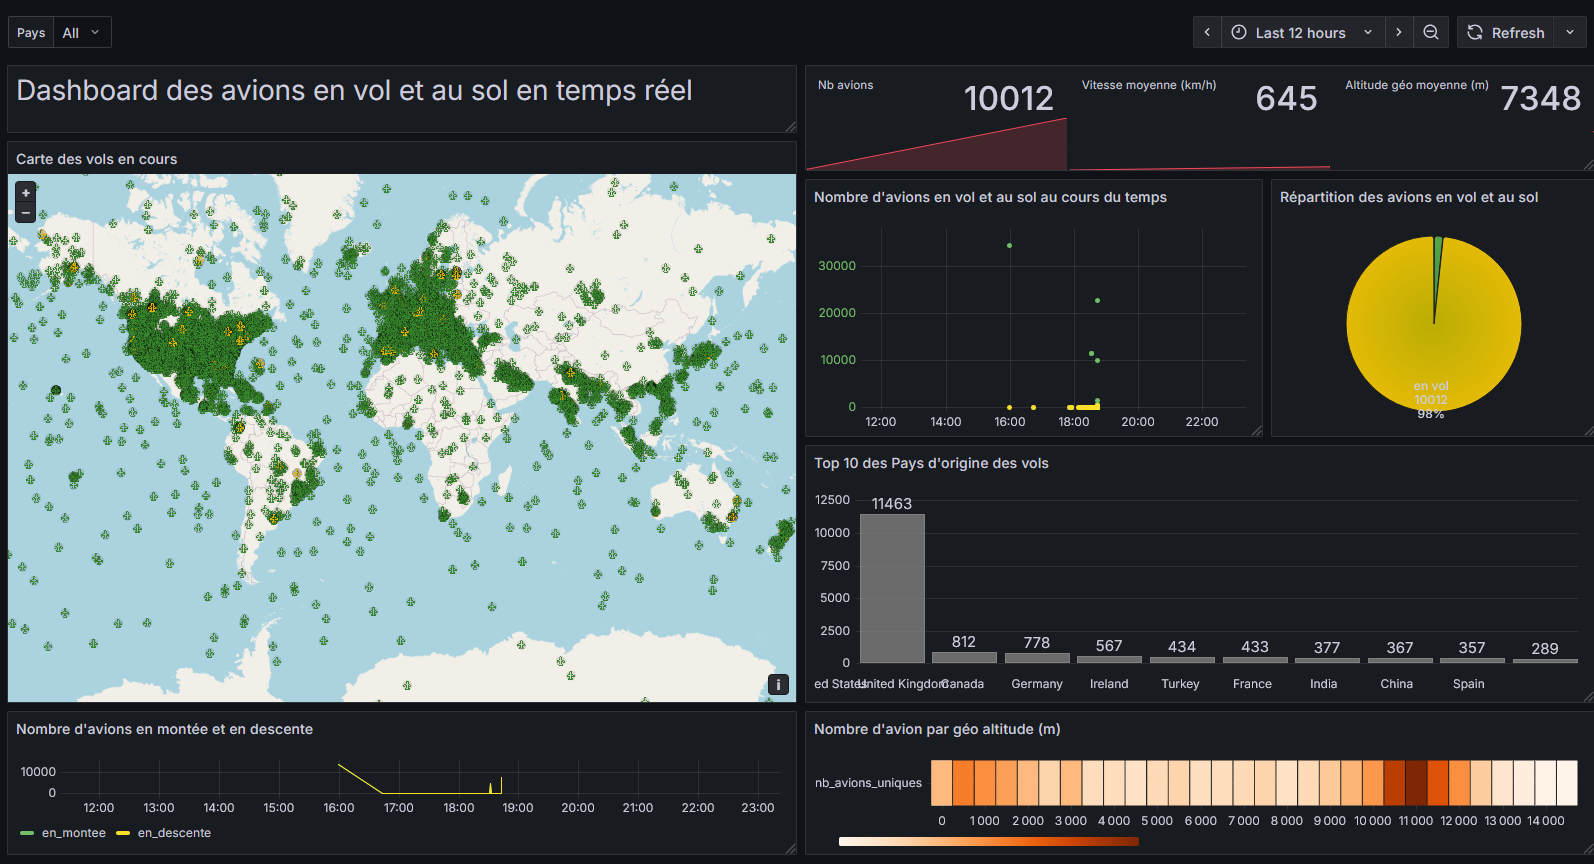 Pays All
Last 12 hours
Refresh
Dashboard des avions en vol et au sol en temps réel
Nb avions 10012
Vitesse moyenne (km/h) 645
Altitude géo moyenne (m) 7348
Carte des vols en cours
+
−
i
Nombre d'avions en vol et au sol au cours du temps
30000
20000
10000
0
12:00 14:00 16:00 18:00 20:00 22:00
Répartition des avions en vol et au sol
en vol
10012
98%
Top 10 des Pays d'origine des vols
12500
10000
7500
5000
2500
0
11463 812 778 567 434 433 377 367 357 289
ed States United Kingdom Canada Germany Ireland Turkey France India China Spain
Nombre d'avions en montée et en descente
10000
0
12:00 13:00 14:00 15:00 16:00 17:00 18:00 19:00 20:00 21:00 22:00 23:00
en_montee en_descente
Nombre d'avion par géo altitude (m)
nb_avions_uniques
0 1 000 2 000 3 000 4 000 5 000 6 000 7 000 8 000 9 000 10 000 11 000 12 000 13 000 14 000